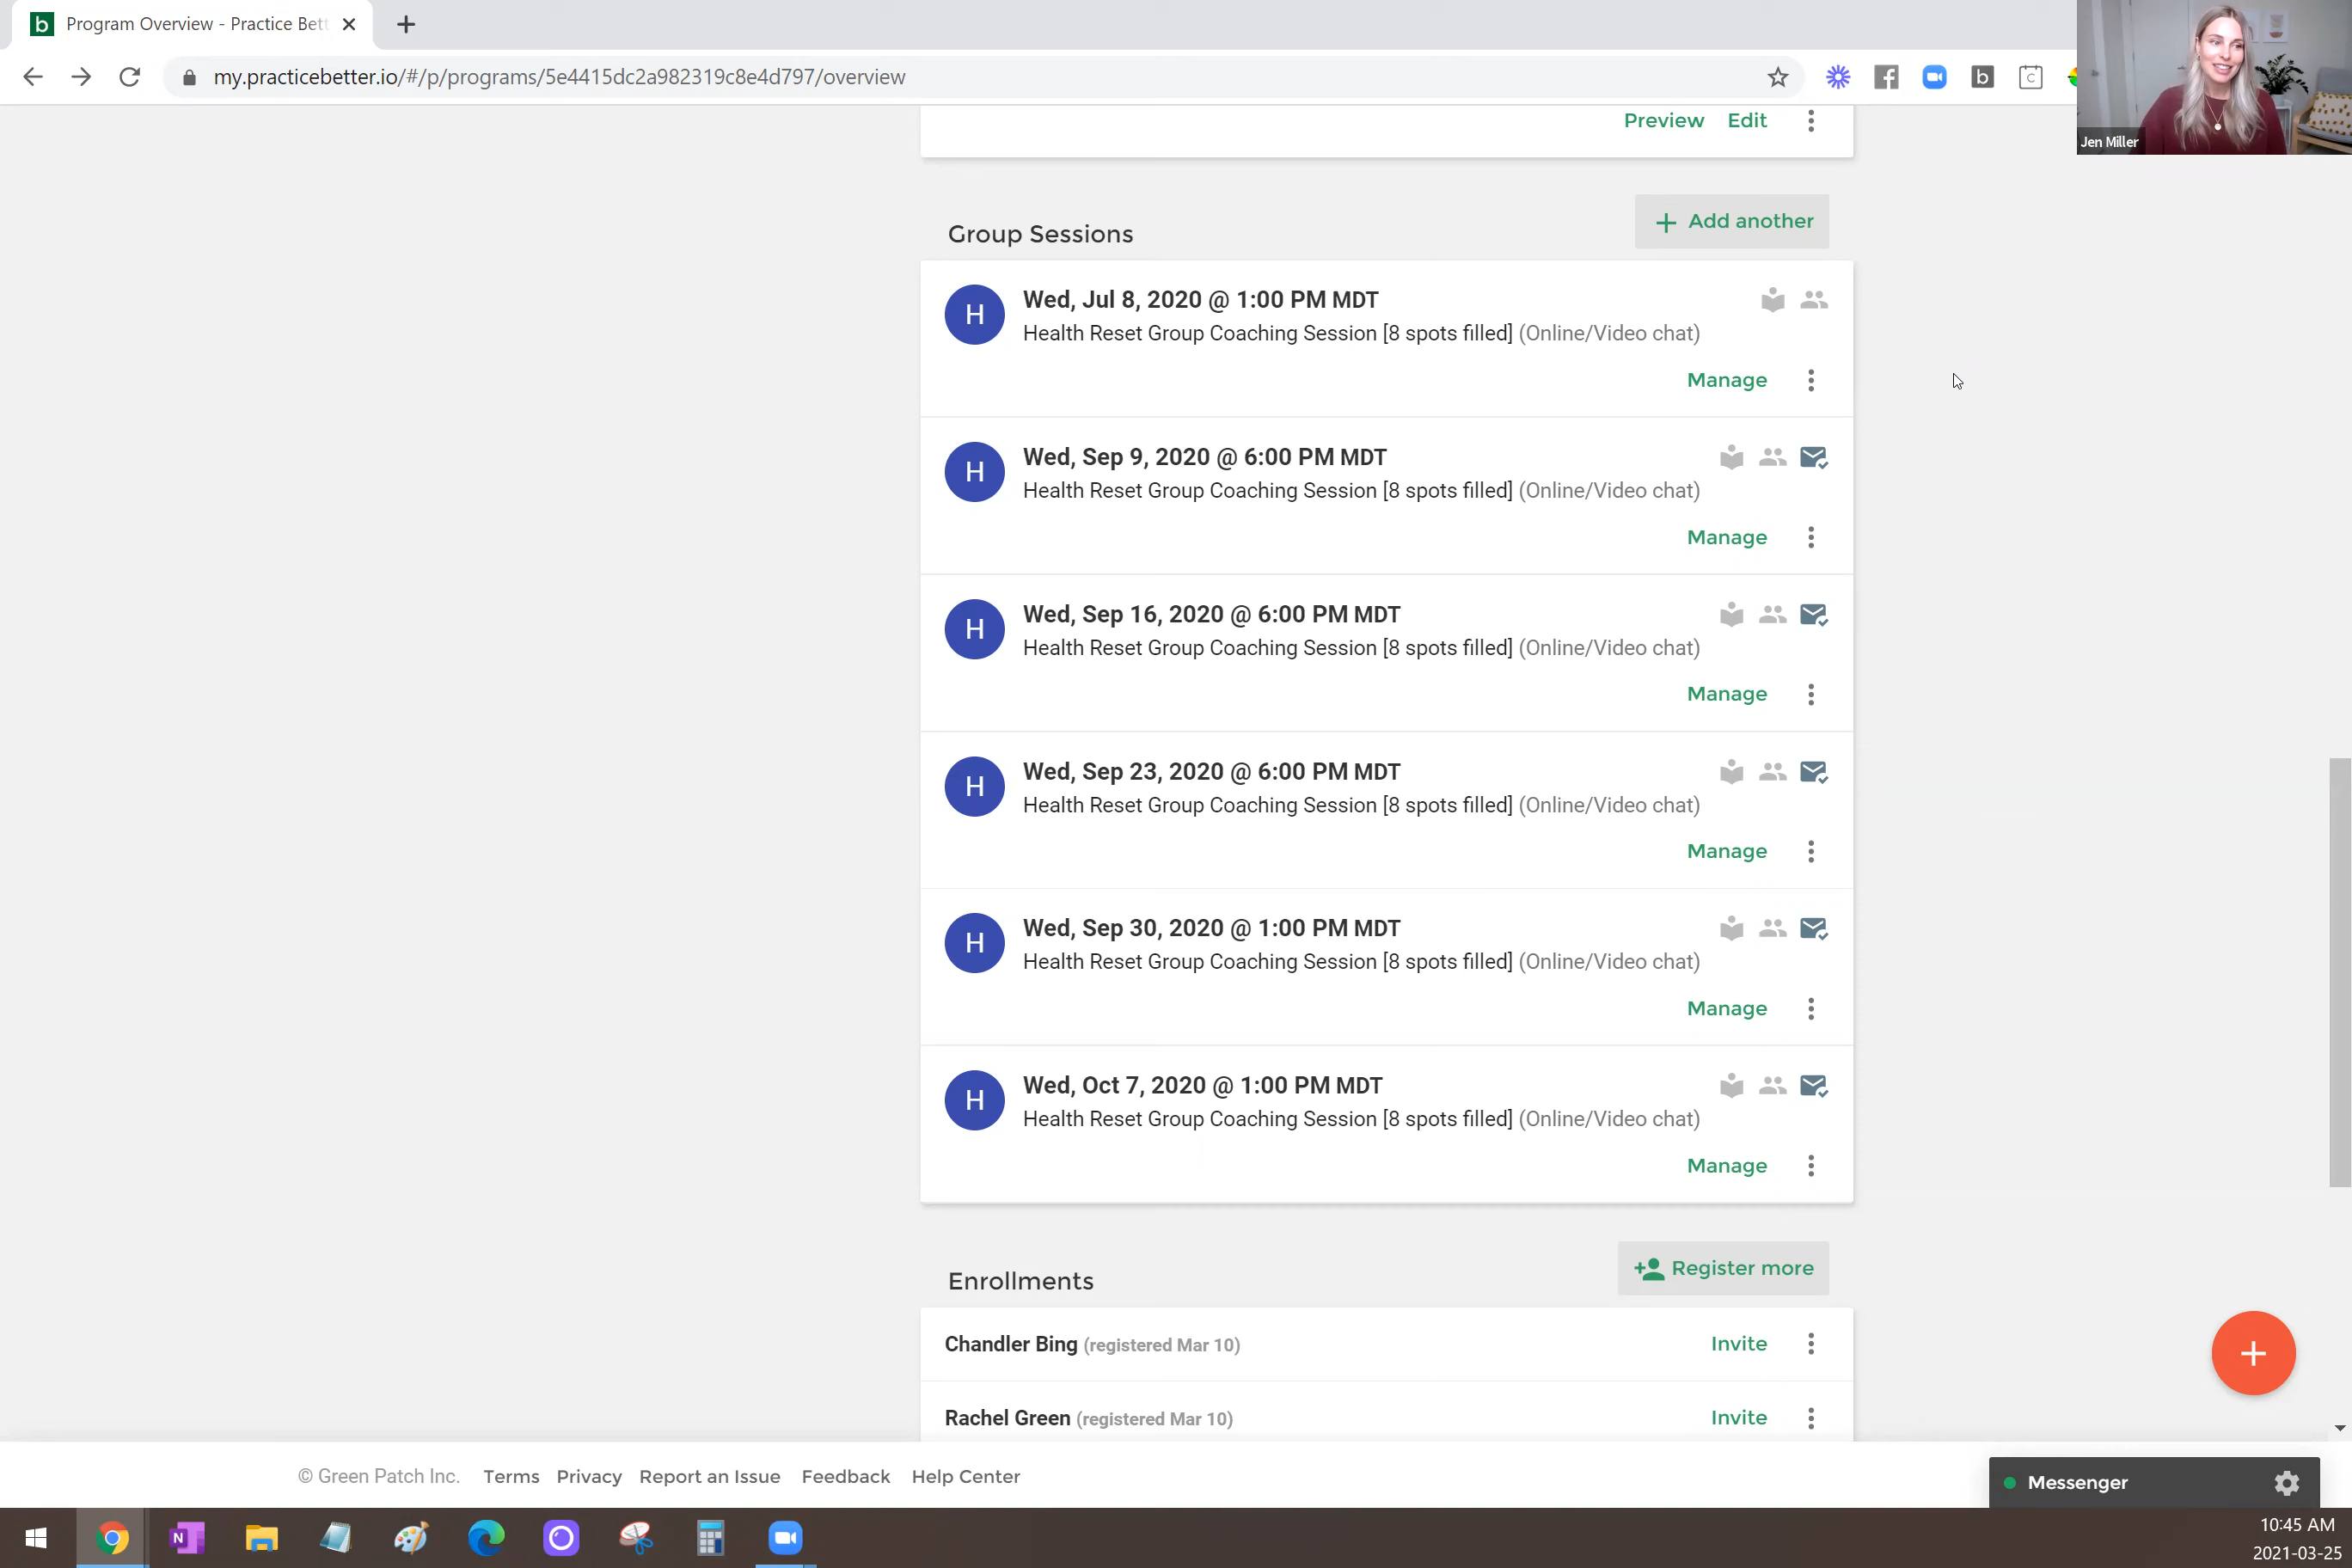 b Program Overview - Practice Bett
my.practicebetter.io/#/p/programs/5e4415dc2a982319c8e4d797/overview
b
C
Jen Miller
Preview Edit
Group Sessions
Add another
H
Wed, Jul 8, 2020 @ 1:00 PM MDT
Health Reset Group Coaching Session [8 spots filled] (Online/Video chat)
Manage
H
Wed, Sep 9, 2020 @ 6:00 PM MDT
Health Reset Group Coaching Session [8 spots filled] (Online/Video chat)
Manage
H
Wed, Sep 16, 2020 @ 6:00 PM MDT
Health Reset Group Coaching Session [8 spots filled] (Online/Video chat)
Manage
H
Wed, Sep 23, 2020 @ 6:00 PM MDT
Health Reset Group Coaching Session [8 spots filled] (Online/Video chat)
Manage
H
Wed, Sep 30, 2020 @ 1:00 PM MDT
Health Reset Group Coaching Session [8 spots filled] (Online/Video chat)
Manage
H
Wed, Oct 7, 2020 @ 1:00 PM MDT
Health Reset Group Coaching Session [8 spots filled] (Online/Video chat)
Manage
Enrollments
Register more
Chandler Bing (registered Mar 10) Invite
Rachel Green (registered Mar 10) Invite
© Green Patch Inc. Terms Privacy Report an Issue Feedback Help Center
Messenger
N
10:45 AM
2021-03-25